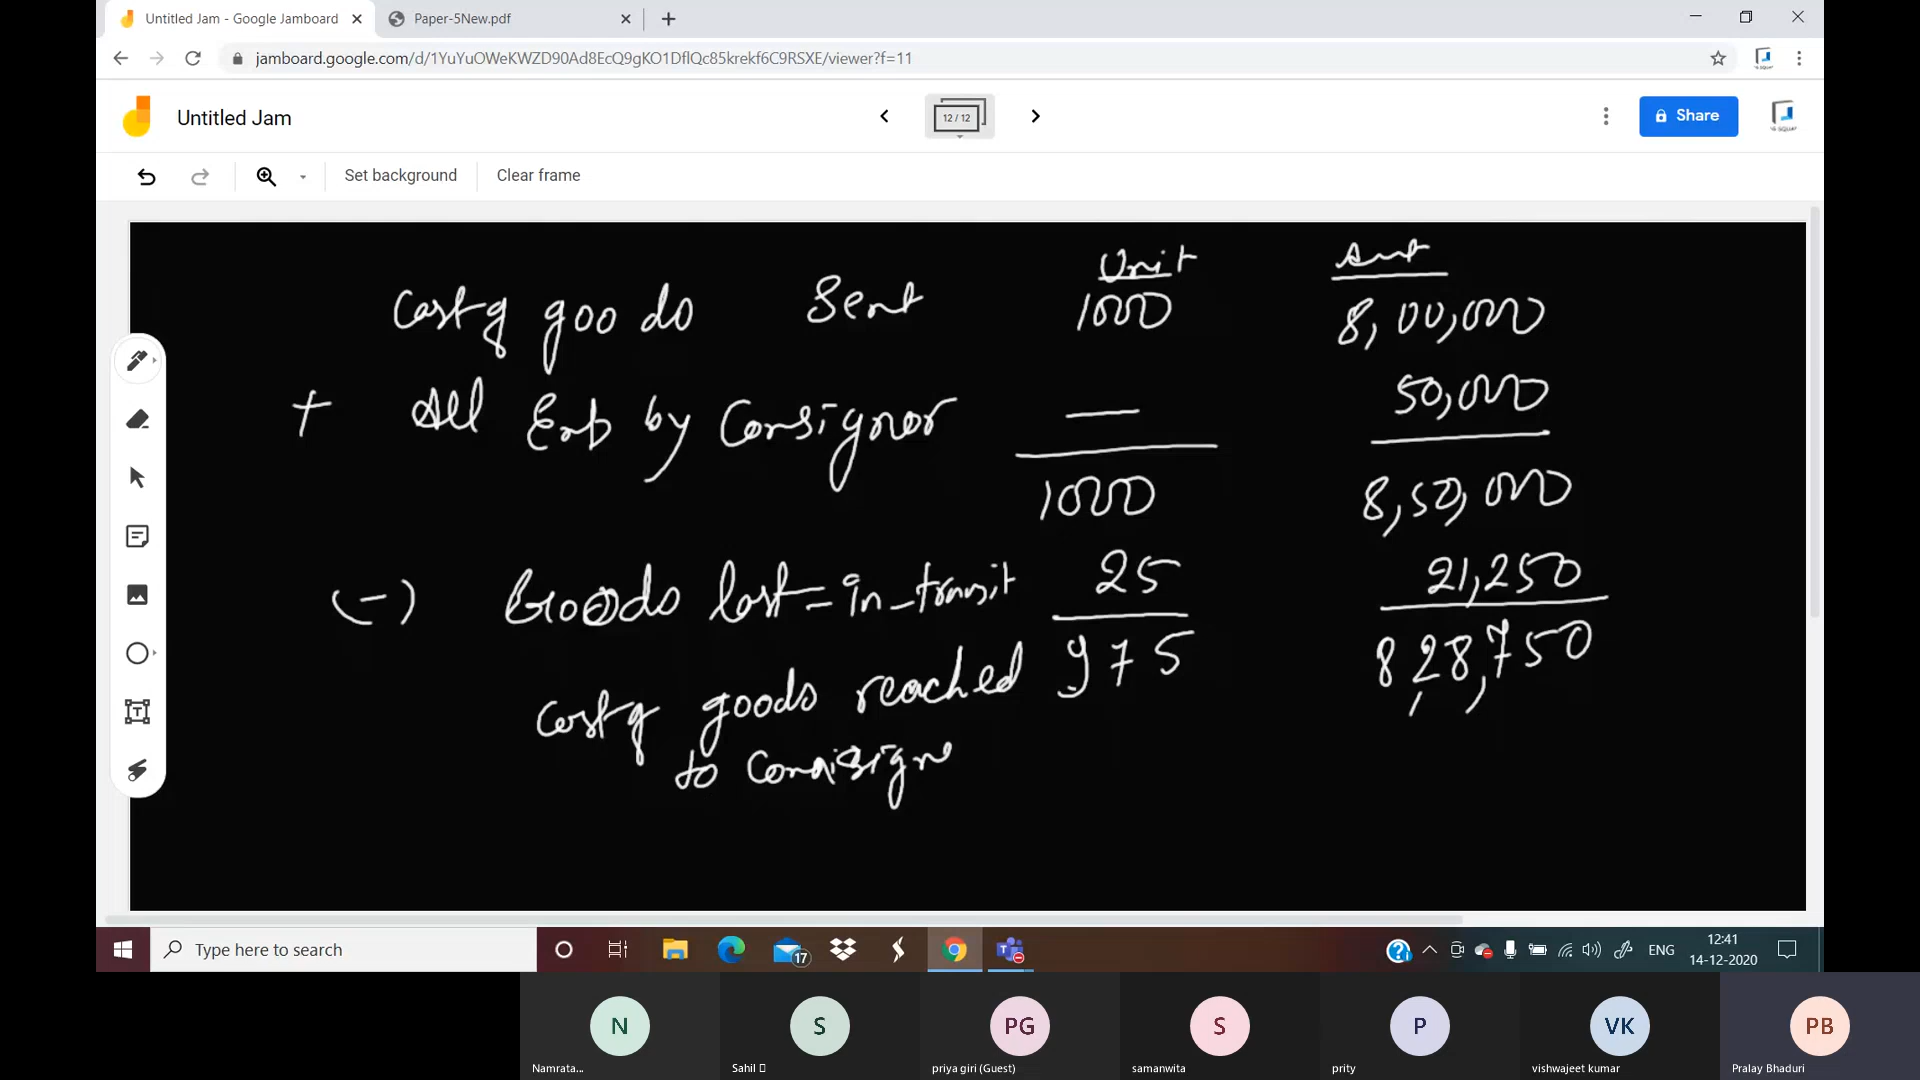 Untitled Jam - Google Jamboard
Paper-5New.pdf
jamboard.google.com/d/1YuYuOWeKWZD90Ad8EcQ9gKO1DflQc85krekf6C9RSXE/viewer?f=11
Untitled Jam
12 / 12
Share
Set background
Clear frame
Unit Amt
Cost of goods Sent 1000 8,00,000
+ All Exp by Consignor — 50,000
1000 8,50,000
(-) Goods lost-in-transit 25 21,250
Cost of goods reached 975 8,28,750
to Consigne
Type here to search
17
ENG
12:41
14-12-2020
N S PG S P VK PB
Namrata... Sahil priya giri (Guest) samanwita prity vishwajeet kumar Pralay Bhaduri